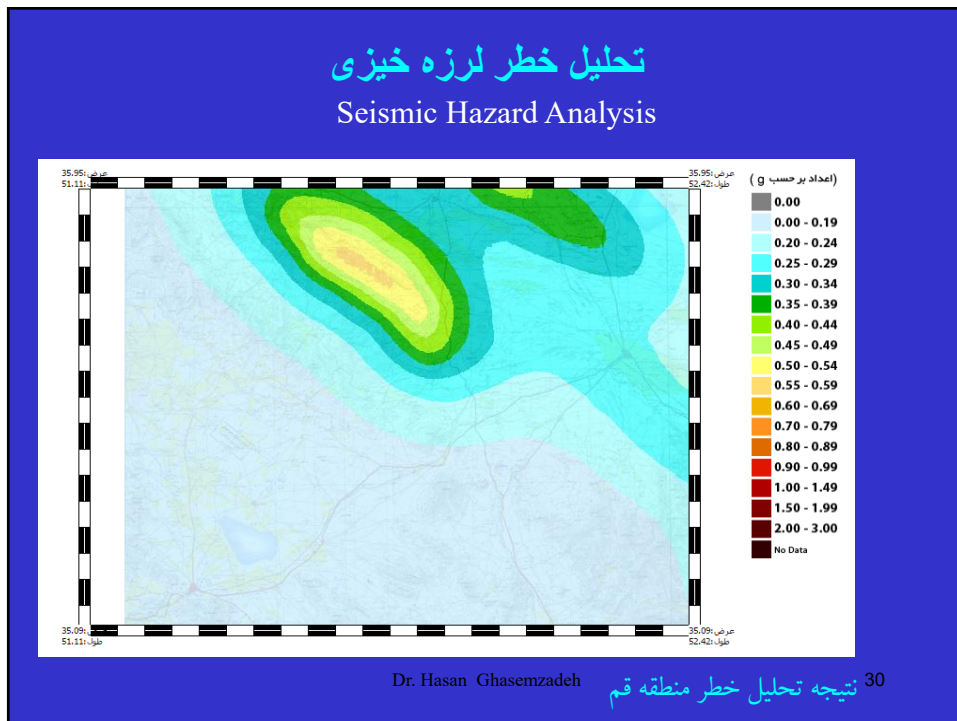 تحلیل خطر لرزه خیزی
Seismic Hazard Analysis
عرض:35.95
طول:51.11
عرض:35.95
طول:52.42
(اعداد بر حسب g )
0.00
0.00 - 0.19
0.20 - 0.24
0.25 - 0.29
0.30 - 0.34
0.35 - 0.39
0.40 - 0.44
0.45 - 0.49
0.50 - 0.54
0.55 - 0.59
0.60 - 0.69
0.70 - 0.79
0.80 - 0.89
0.90 - 0.99
1.00 - 1.49
1.50 - 1.99
2.00 - 3.00
No Data
عرض:35.09
طول:51.11
عرض:35.09
طول:52.42
Dr. Hasan Ghasemzadeh
نتیجه تحلیل خطر منطقه قم
30